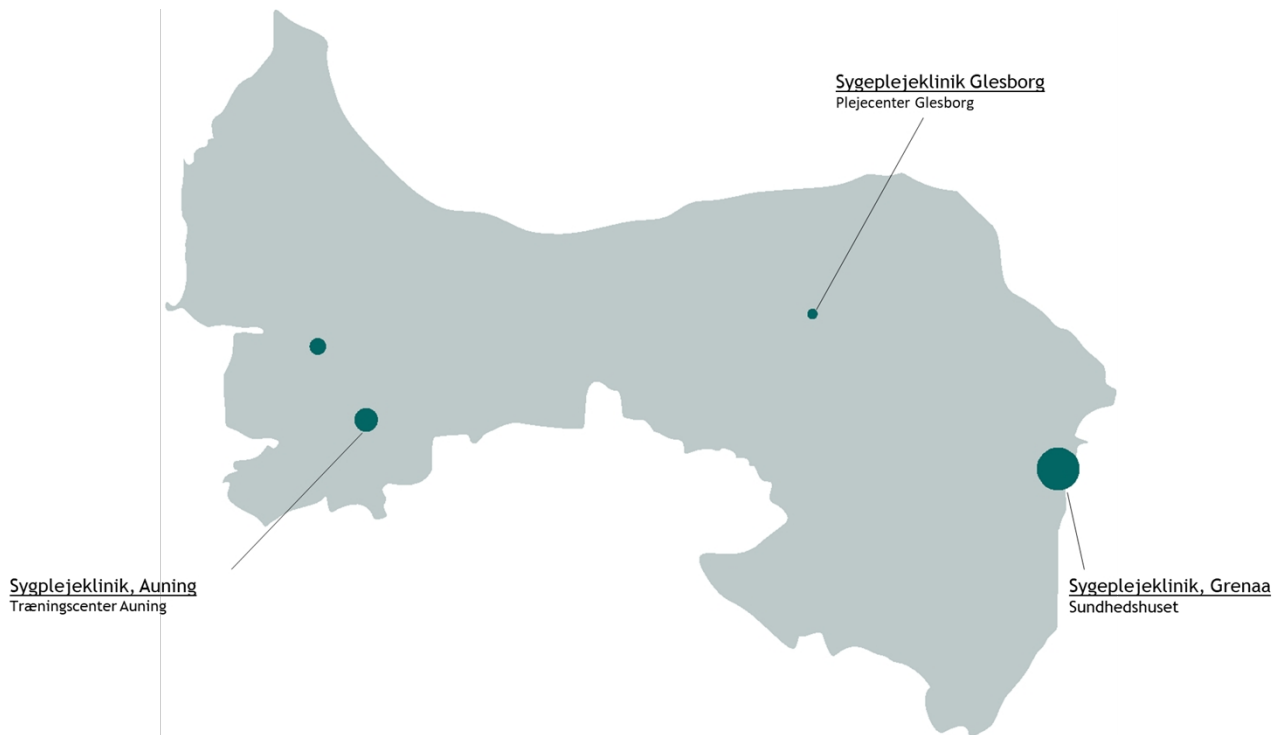 Sygeplejeklinik Glesborg
Plejecenter Glesborg
Sygplejeklinik, Auning
Træningscenter Auning
Sygeplejeklinik, Grenaa
Sundhedshuset